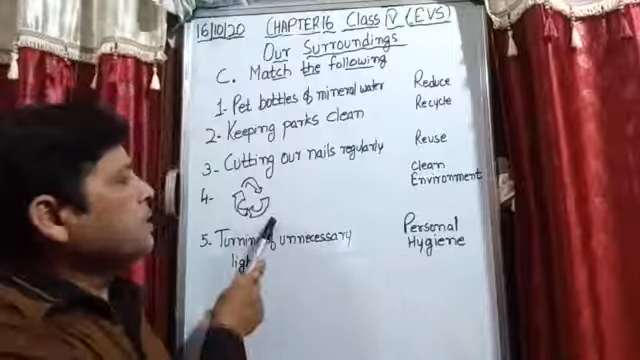 16/10/20 CHAPTER 16 Class V (EVS)
Our Surroundings
C. Match the following
1- Pet bottles of mineral water Reduce
Recycle
2- Keeping parks clean
3- Cutting our nails regularly Reuse
4- clean
Environment
5. Turning of unnecessary Personal
Hygiene